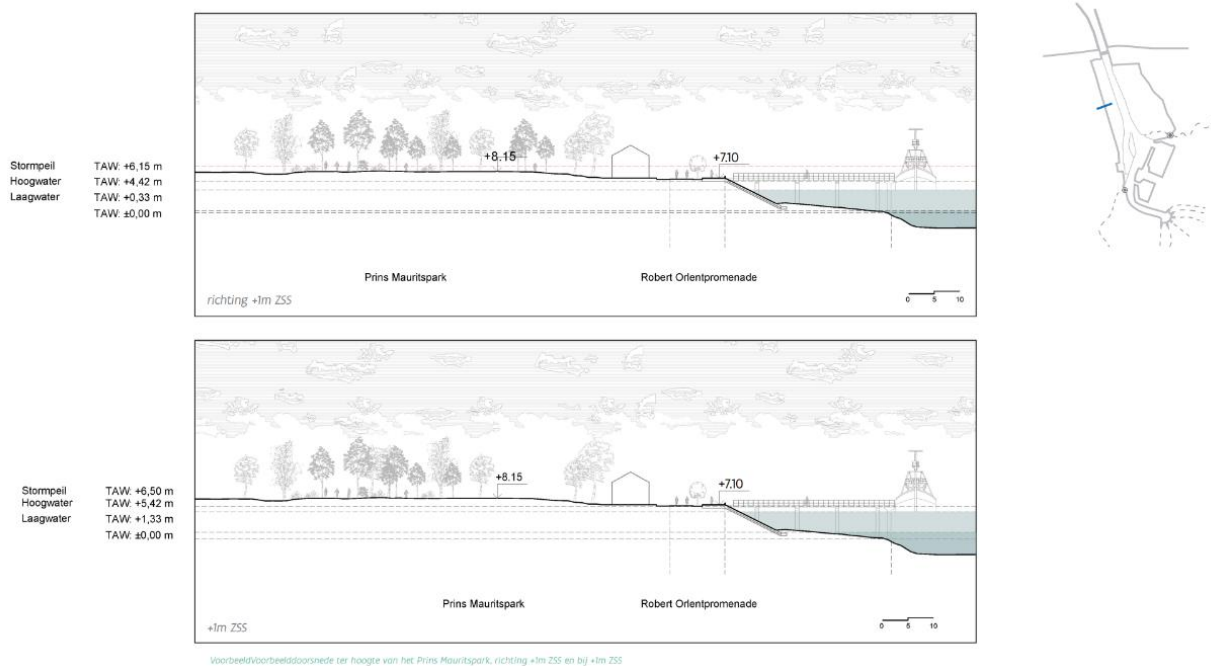 +8.15
+7.10
Stormpeil TAW: +6,15 m
Hoogwater TAW: +4,42 m
Laagwater TAW: +0,33 m
TAW: ±0,00 m
Prins Mauritspark Robert Orlentpromenade
richting +1m ZSS
0 5 10
+8.15
+7.10
Stormpeil TAW: +6,50 m
Hoogwater TAW: +5,42 m
Laagwater TAW: +1,33 m
TAW: ±0,00 m
Prins Mauritspark Robert Orlentpromenade
+1m ZSS
0 5 10
VoorbeeldVoorbeelddoorsnede ter hoogte van het Prins Mauritspark, richting +1m ZSS en bij +1m ZSS